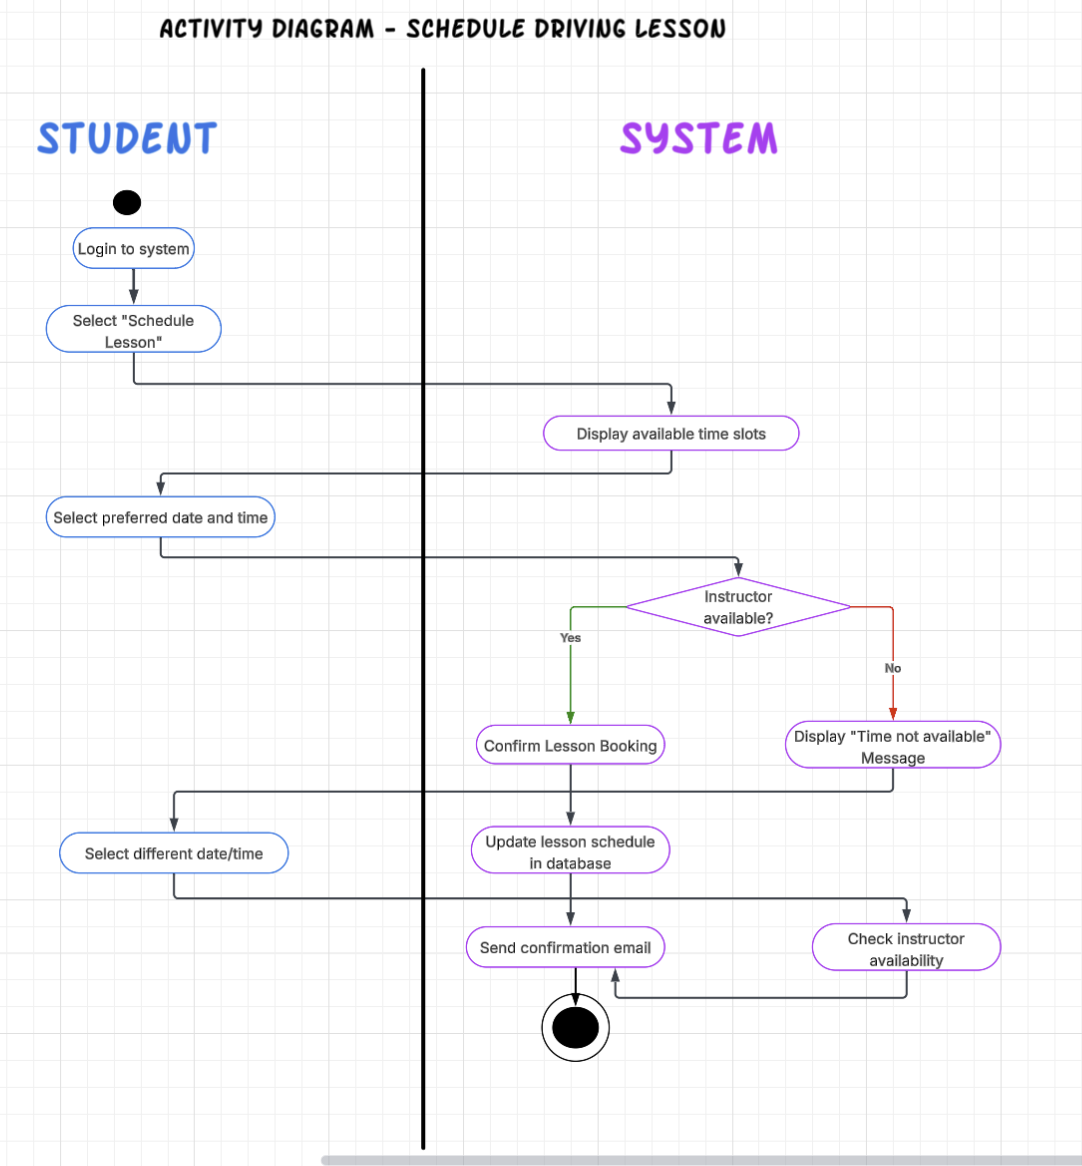 ACTIVITY DIAGRAM - SCHEDULE DRIVING LESSON
STUDENT
SYSTEM
Login to system
Select "Schedule
Lesson"
Display available time slots
Select preferred date and time
Instructor
available?
Yes
No
Confirm Lesson Booking
Display "Time not available"
Message
Select different date/time
Update lesson schedule
in database
Send confirmation email
Check instructor
availability